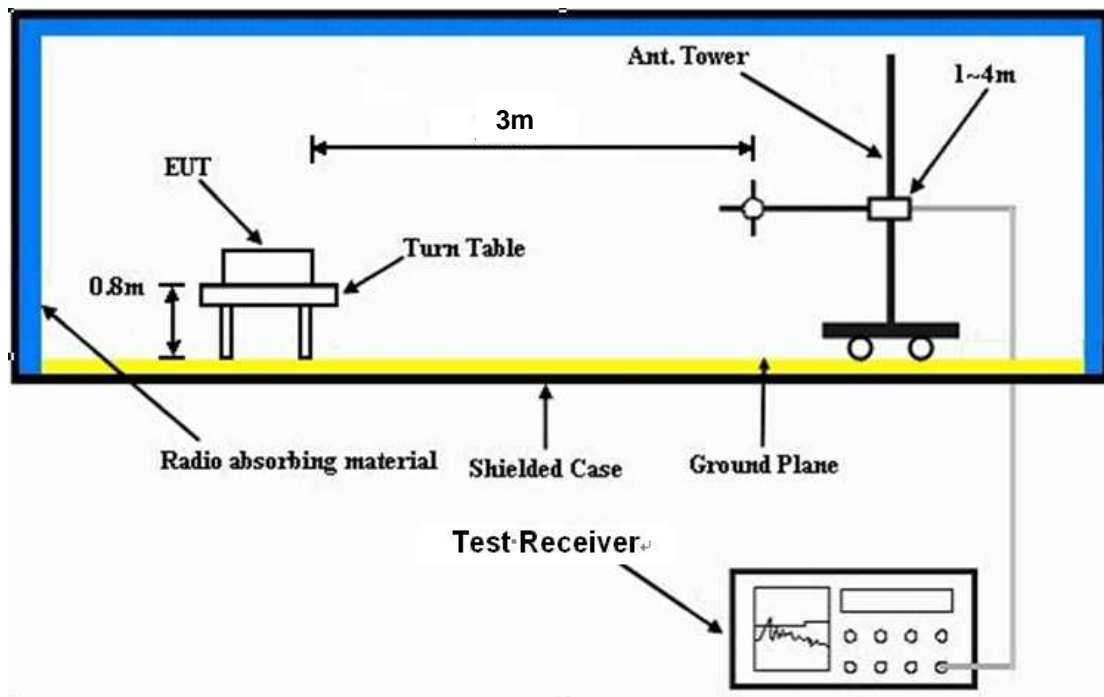 Ant. Tower
1~4m
3m
EUT
Turn Table
0.8m
Radio absorbing material
Shielded Case
Ground Plane
Test Receiver